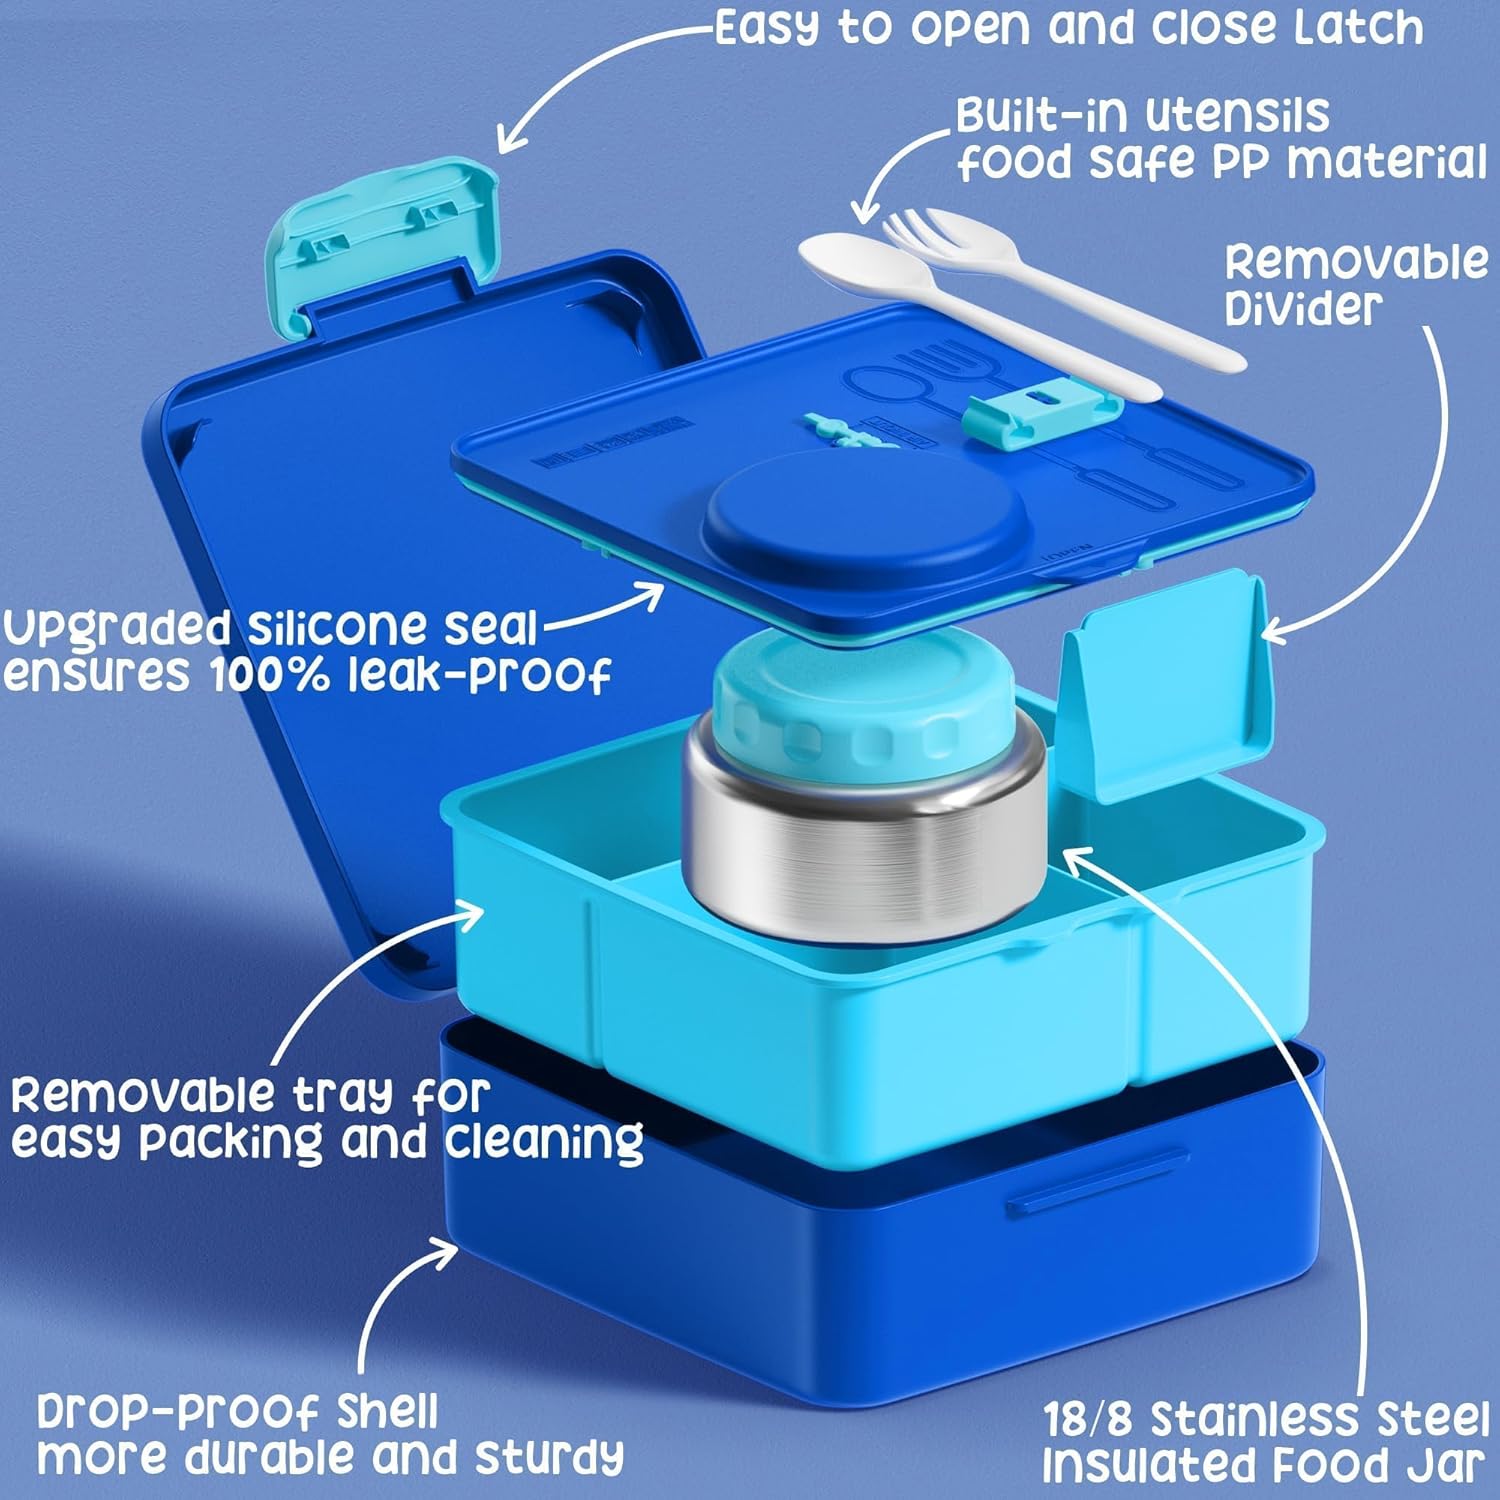 Easy to open and close Latch
Built-in utensils
food safe PP material
Removable
Divider
Upgraded silicone seal
ensures 100% leak-proof
Removable tray for
easy packing and cleaning
Drop-proof Shell
more durable and sturdy
18/8 Stainless Steel
Insulated Food Jar